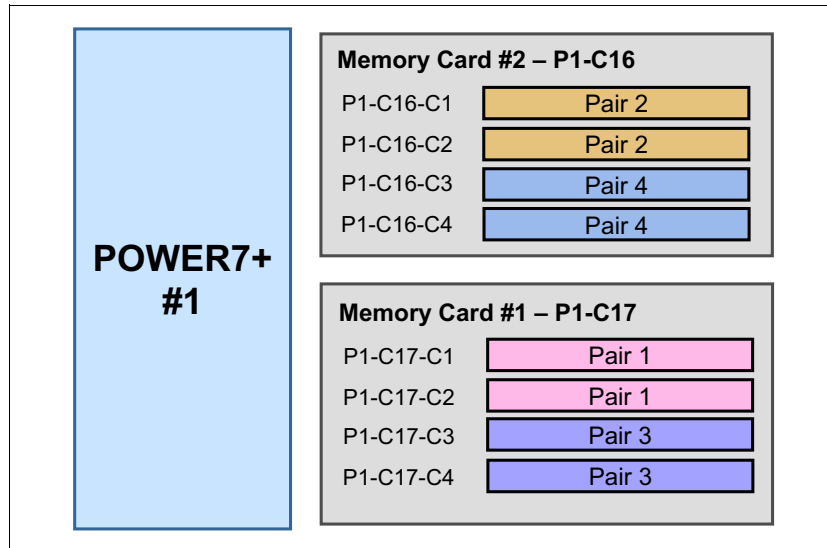 POWER7+
#1
Memory Card #2 – P1-C16
P1-C16-C1 Pair 2
P1-C16-C2 Pair 2
P1-C16-C3 Pair 4
P1-C16-C4 Pair 4
Memory Card #1 – P1-C17
P1-C17-C1 Pair 1
P1-C17-C2 Pair 1
P1-C17-C3 Pair 3
P1-C17-C4 Pair 3